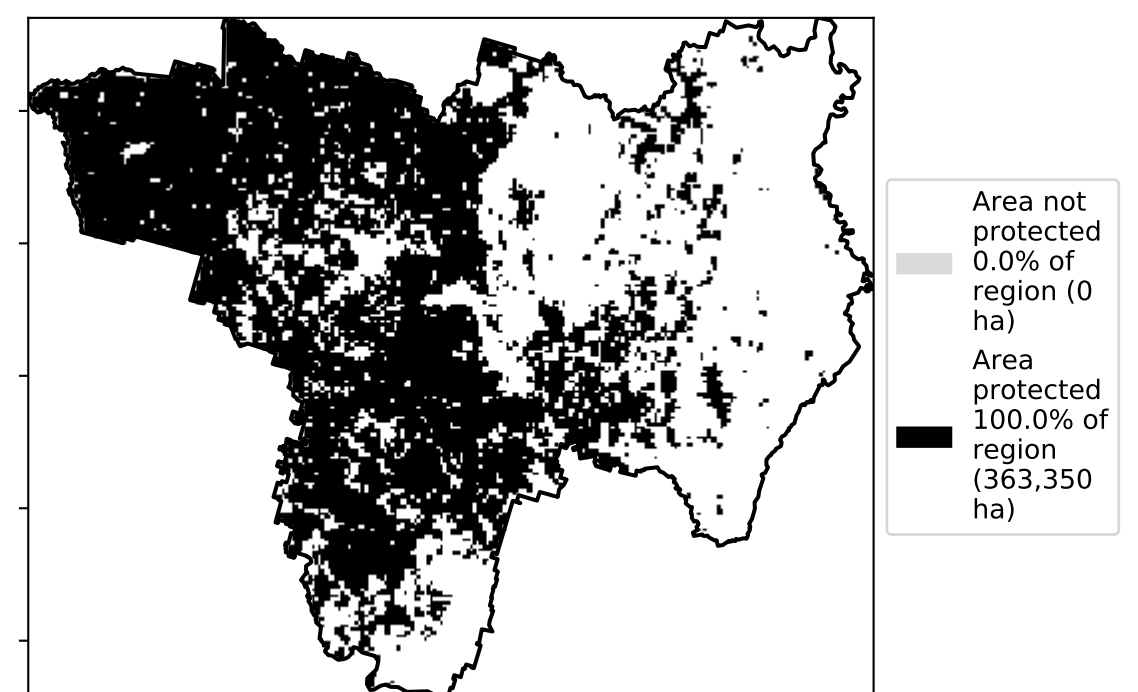 Area not
protected
0.0% of
region (0
ha)
Area
protected
100.0% of
region
(363,350
ha)